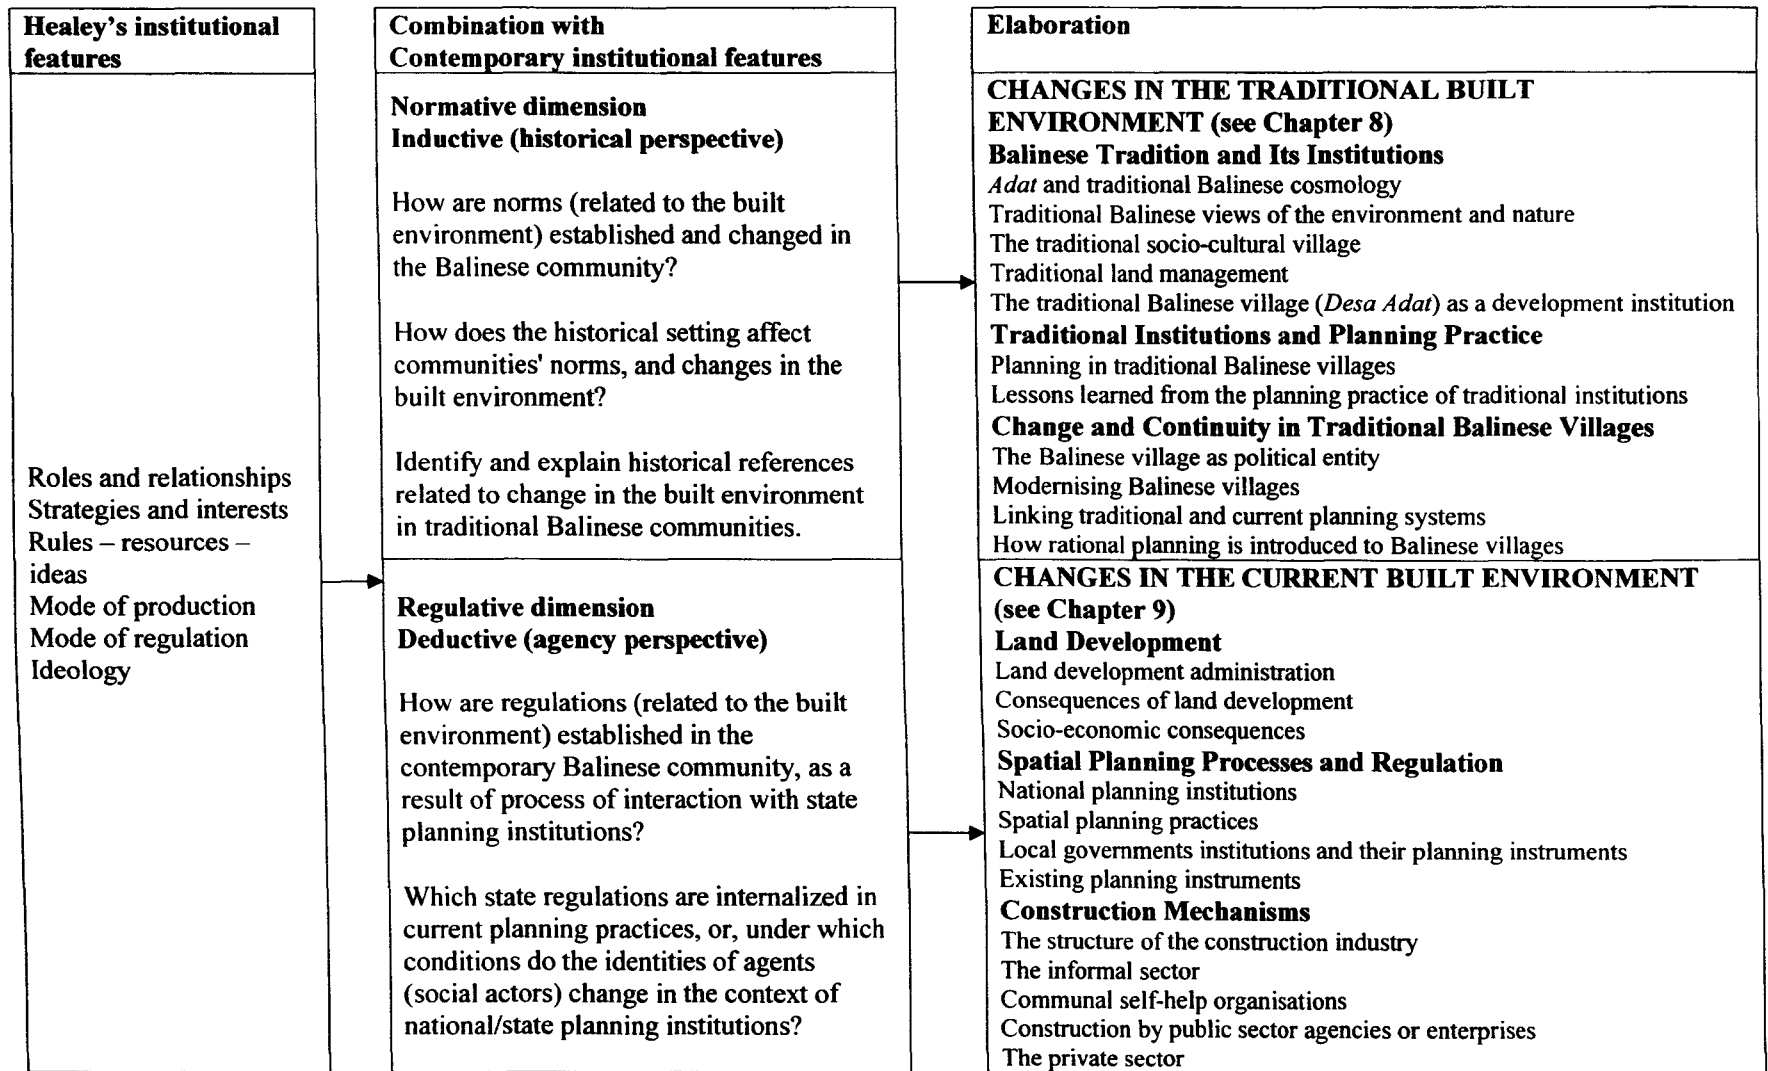 Healey's institutional
features
Roles and relationships
Strategies and interests
Rules – resources –
ideas
Mode of production
Mode of regulation
Ideology
Combination with
Contemporary institutional features
Normative dimension
Inductive (historical perspective)
How are norms (related to the built
environment) established and changed in
the Balinese community?
How does the historical setting affect
communities' norms, and changes in the
built environment?
Identify and explain historical references
related to change in the built environment
in traditional Balinese communities.
Regulative dimension
Deductive (agency perspective)
How are regulations (related to the built
environment) established in the
contemporary Balinese community, as a
result of process of interaction with state
planning institutions?
Which state regulations are internalized in
current planning practices, or, under which
conditions do the identities of agents
(social actors) change in the context of
national/state planning institutions?
Elaboration
CHANGES IN THE TRADITIONAL BUILT
ENVIRONMENT (see Chapter 8)
Balinese Tradition and Its Institutions
Adat and traditional Balinese cosmology
Traditional Balinese views of the environment and nature
The traditional socio-cultural village
Traditional land management
The traditional Balinese village (Desa Adat) as a development institution
Traditional Institutions and Planning Practice
Planning in traditional Balinese villages
Lessons learned from the planning practice of traditional institutions
Change and Continuity in Traditional Balinese Villages
The Balinese village as political entity
Modernising Balinese villages
Linking traditional and current planning systems
How rational planning is introduced to Balinese villages
CHANGES IN THE CURRENT BUILT ENVIRONMENT
(see Chapter 9)
Land Development
Land development administration
Consequences of land development
Socio-economic consequences
Spatial Planning Processes and Regulation
National planning institutions
Spatial planning practices
Local governments institutions and their planning instruments
Existing planning instruments
Construction Mechanisms
The structure of the construction industry
The informal sector
Communal self-help organisations
Construction by public sector agencies or enterprises
The private sector